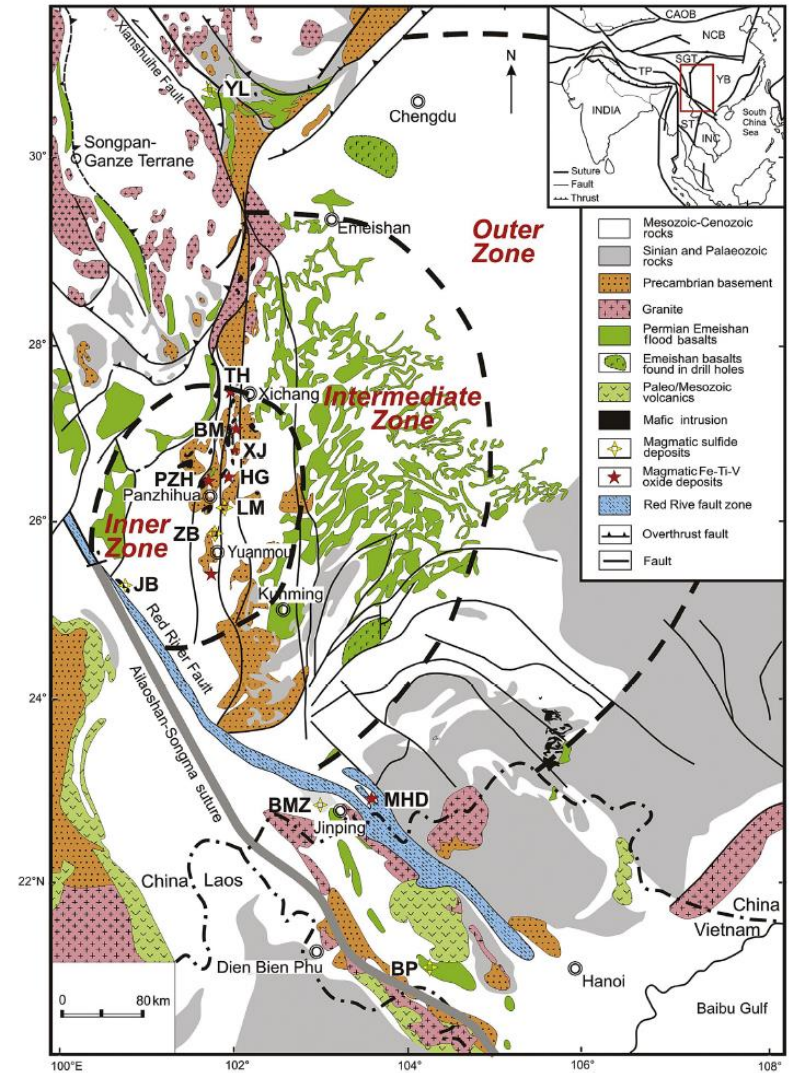 CAOB
NCB
SGT
TP
YB
INDIA
ST
INC
South
China
Sea
Suture
Fault
Thrust
N
Xianshuihe Fault
YL
Chengdu
Songpan-
Ganze Terrane
30°
Emeishan
Outer
Zone
Mesozoic-Cenozoic
rocks
Sinian and Palaeozoic
rocks
Precambrian basement
Granite
Permian Emeishan
flood basalts
Emeishan basalts
found in drill holes
Paleo/Mesozoic
volcanics
Mafic intrusion
Magmatic sulfide
deposits
Magmatic Fe-Ti-V
oxide deposits
Red Rive fault zone
Overthrust fault
Fault
28°
TH
Xichang
Intermediate
Zone
BM
XJ
PZH
HG
Panzhihua
LM
26°
Inner
Zone
ZB
Yuanmou
JB
Kunming
Red River Fault
Ailaoshan-Songma suture
24°
BMZ
MHD
Jinping
22°N
China
Laos
China
Vietnam
Dien Bien Phu
BP
Hanoi
Baibu Gulf
0
80 km
100°E
102°
104°
106°
108°